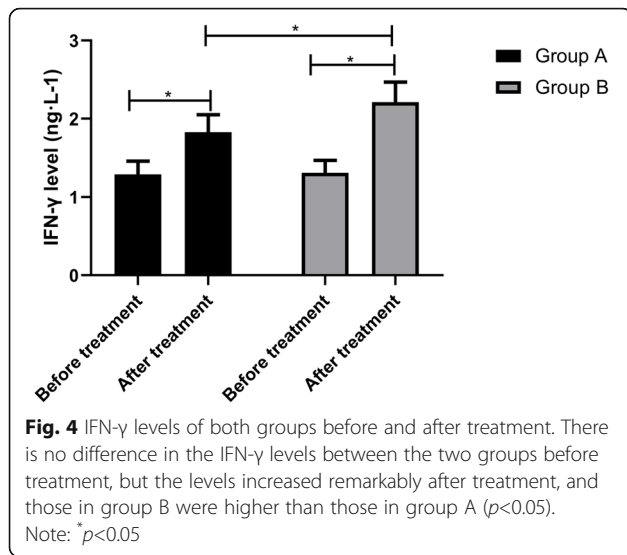 *
3
*
*
Group A
Group B
IFN-γ level (ng·L-1)
2
1
0
Before treatment
After treatment
Before treatment
After treatment
Fig. 4 IFN-γ levels of both groups before and after treatment. There
is no difference in the IFN-γ levels between the two groups before
treatment, but the levels increased remarkably after treatment, and
those in group B were higher than those in group A (p<0.05).
Note: *p<0.05